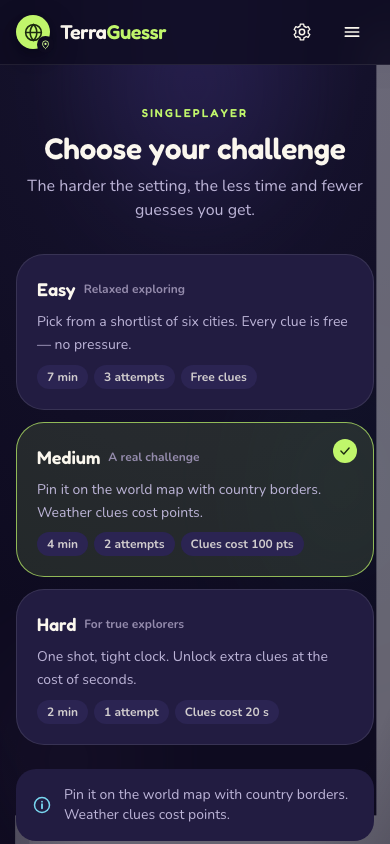 TerraGuessr
SINGLEPLAYER
Choose your challenge
The harder the setting, the less time and fewer
guesses you get.
Easy Relaxed exploring
Pick from a shortlist of six cities. Every clue is free
— no pressure.
7 min 3 attempts Free clues
Medium A real challenge
Pin it on the world map with country borders.
Weather clues cost points.
4 min 2 attempts Clues cost 100 pts
Hard For true explorers
One shot, tight clock. Unlock extra clues at the
cost of seconds.
2 min 1 attempt Clues cost 20 s
Pin it on the world map with country borders.
Weather clues cost points.